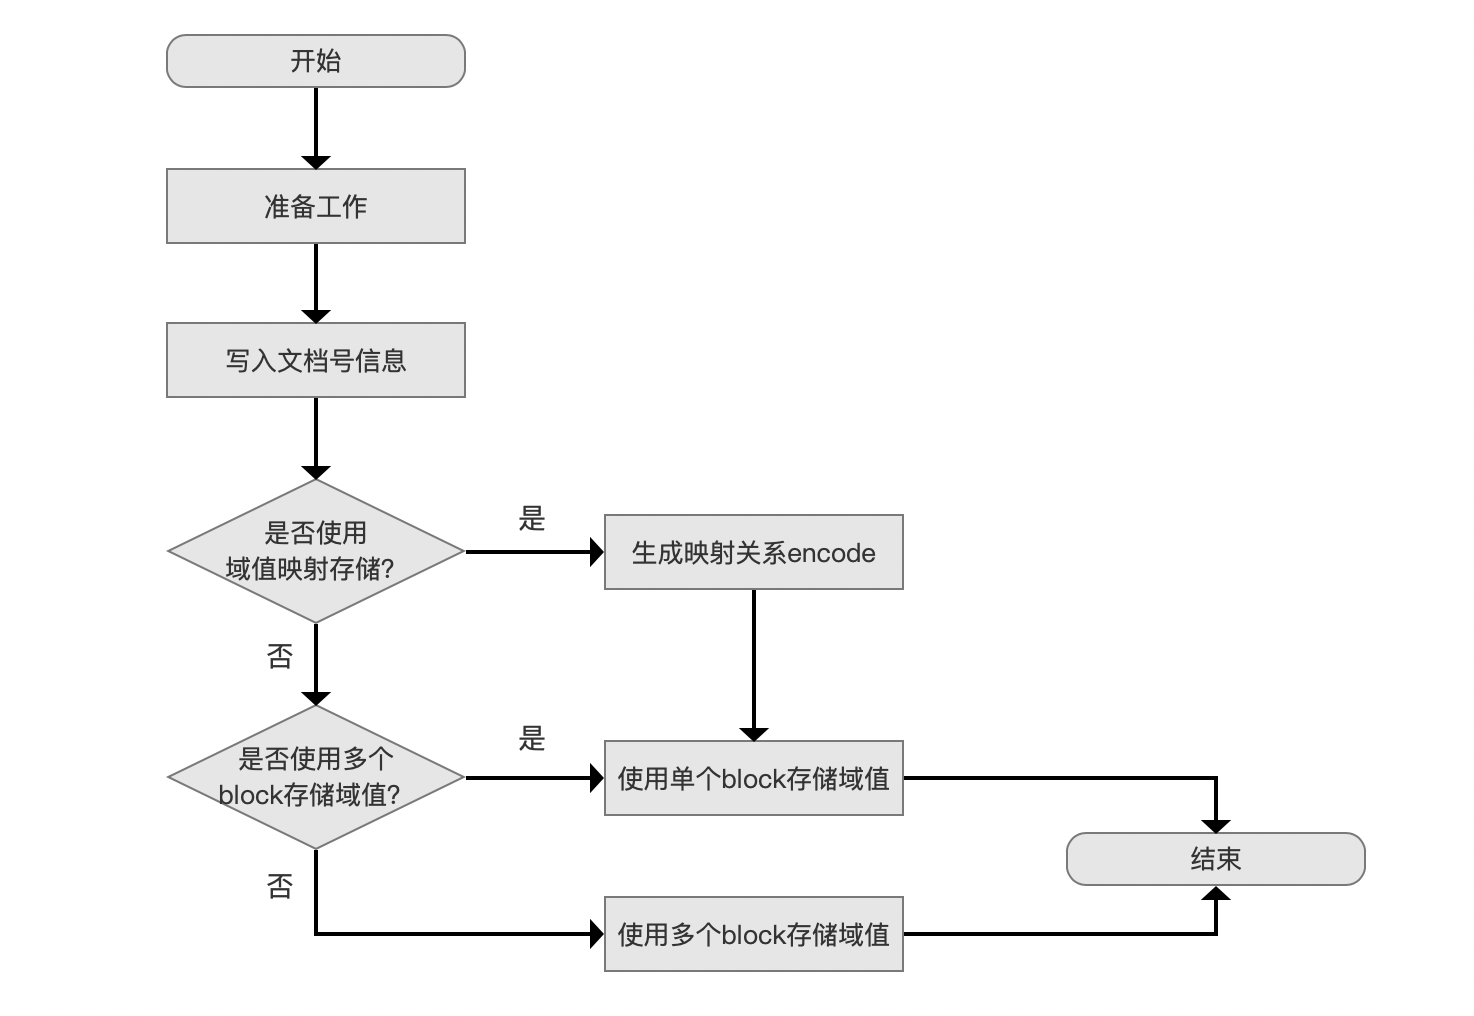 开始
准备工作
写入文档号信息
是否使用
域值映射存储?
是
生成映射关系encode
否
是否使用多个
block存储域值?
是
使用单个block存储域值
结束
否
使用多个block存储域值